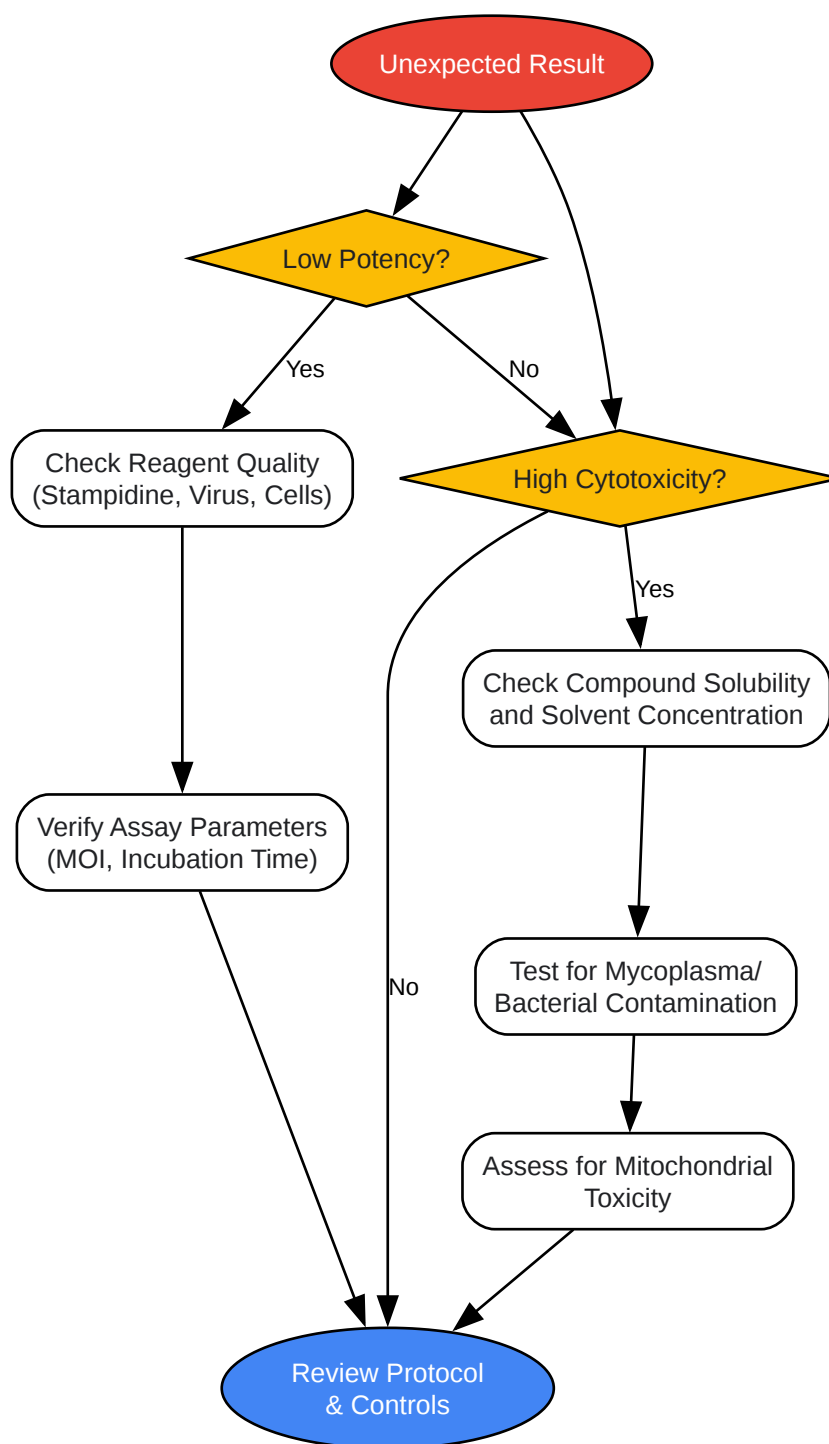 Unexpected Result
Low Potency?
Yes
No
Check Reagent Quality
(Stampidine, Virus, Cells)
High Cytotoxicity?
Yes
Check Compound Solubility
and Solvent Concentration
Verify Assay Parameters
(MOI, Incubation Time)
No
Test for Mycoplasma/
Bacterial Contamination
Assess for Mitochondrial
Toxicity
Review Protocol
& Controls